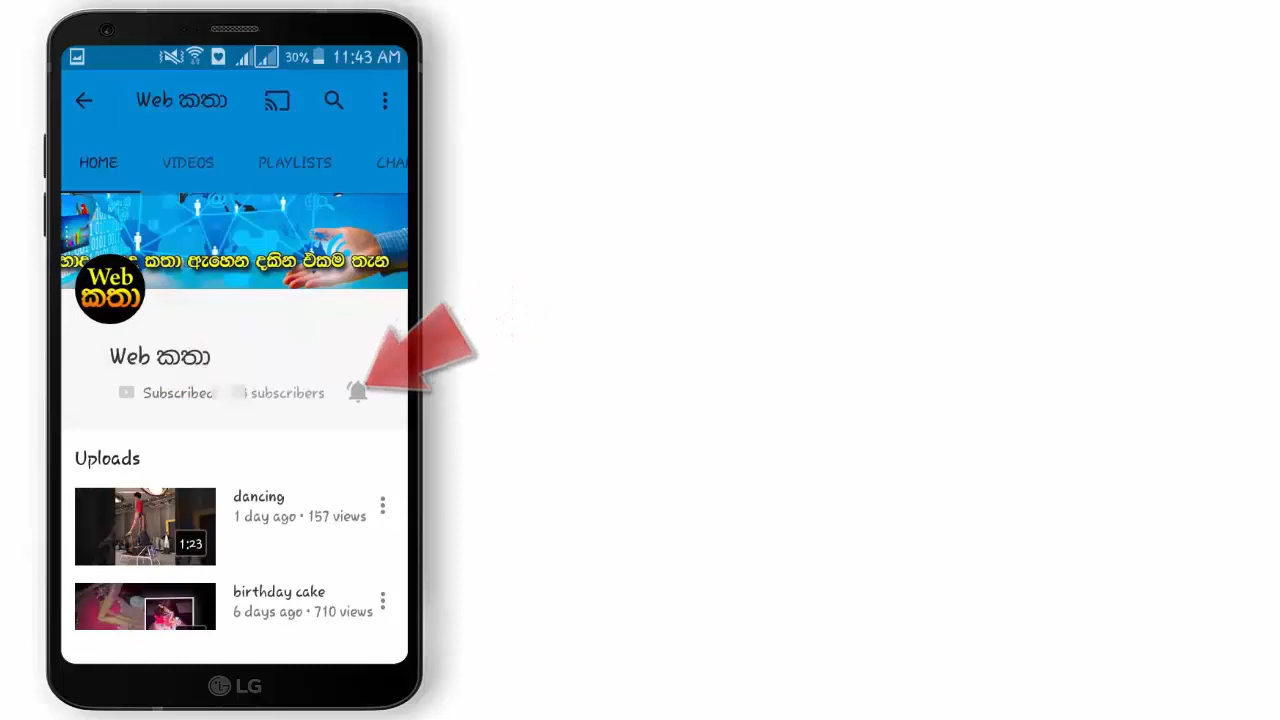 30% 11:43 AM
Web කතා
HOME VIDEOS PLAYLISTS CHA
කතා ඇහෙන දකින එකම තැන
Web
කතා
Web කතා
Subscribed subscribers
Uploads
dancing
1 day ago • 157 views
1:23
birthday cake
6 days ago • 710 views
LG